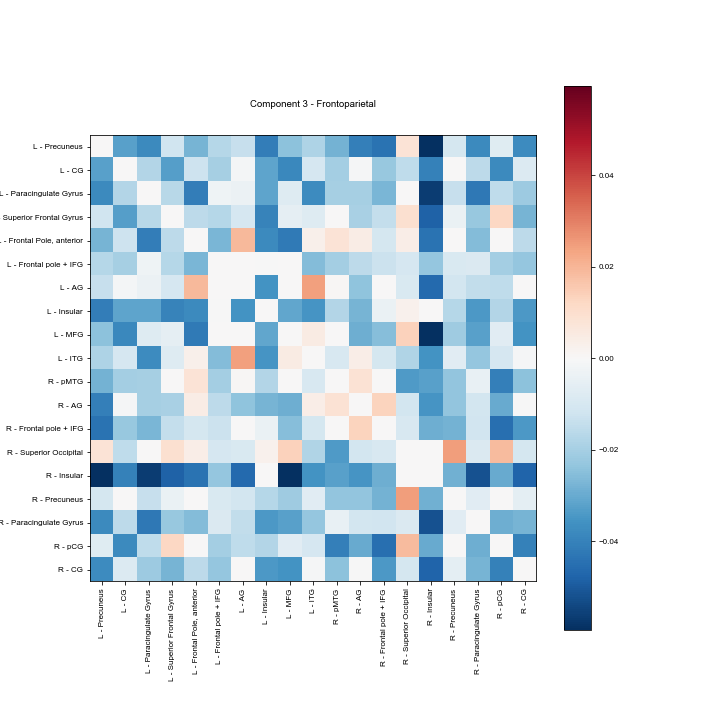 Component 3 - Frontoparietal
L - Precuneus
L - CG
L - Paracingulate Gyrus
Superior Frontal Gyrus
L - Frontal Pole, anterior
L - Frontal pole + IFG
L - AG
L - Insular
L - MFG
L - ITG
R - pMTG
R - AG
R - Frontal pole + IFG
R - Superior Occipital
R - Insular
R - Precuneus
R - Paracingulate Gyrus
R - pCG
R - CG
L - Precuneus
L - CG
L - Paracingulate Gyrus
L - Superior Frontal Gyrus
L - Frontal Pole, anterior
L - Frontal pole + IFG
L - AG
L - Insular
L - MFG
L - ITG
R - pMTG
R - AG
R - Frontal pole + IFG
R - Superior Occipital
R - Insular
R - Precuneus
R - Paracingulate Gyrus
R - pCG
R - CG
0.04
0.02
0.00
−0.02
−0.04